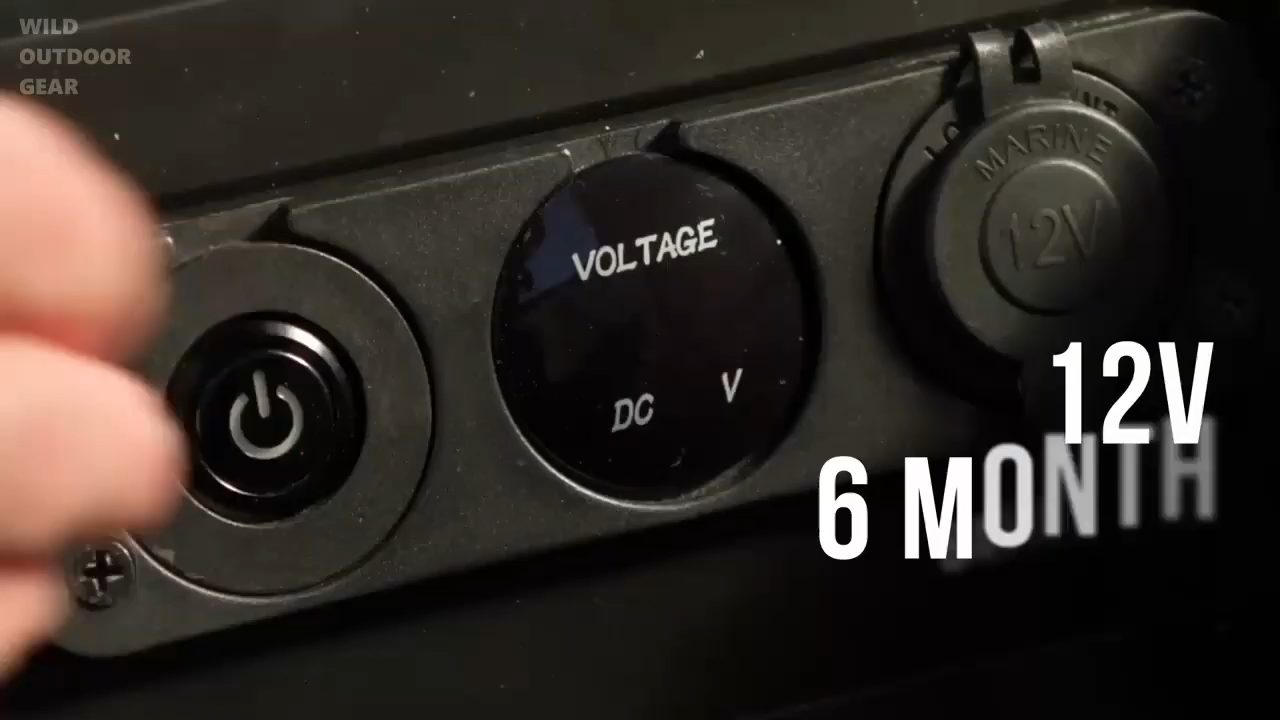 WILD
OUTDOOR
GEAR
VOLTAGE
DC V
MARINE
12V
12V
6 MONTH